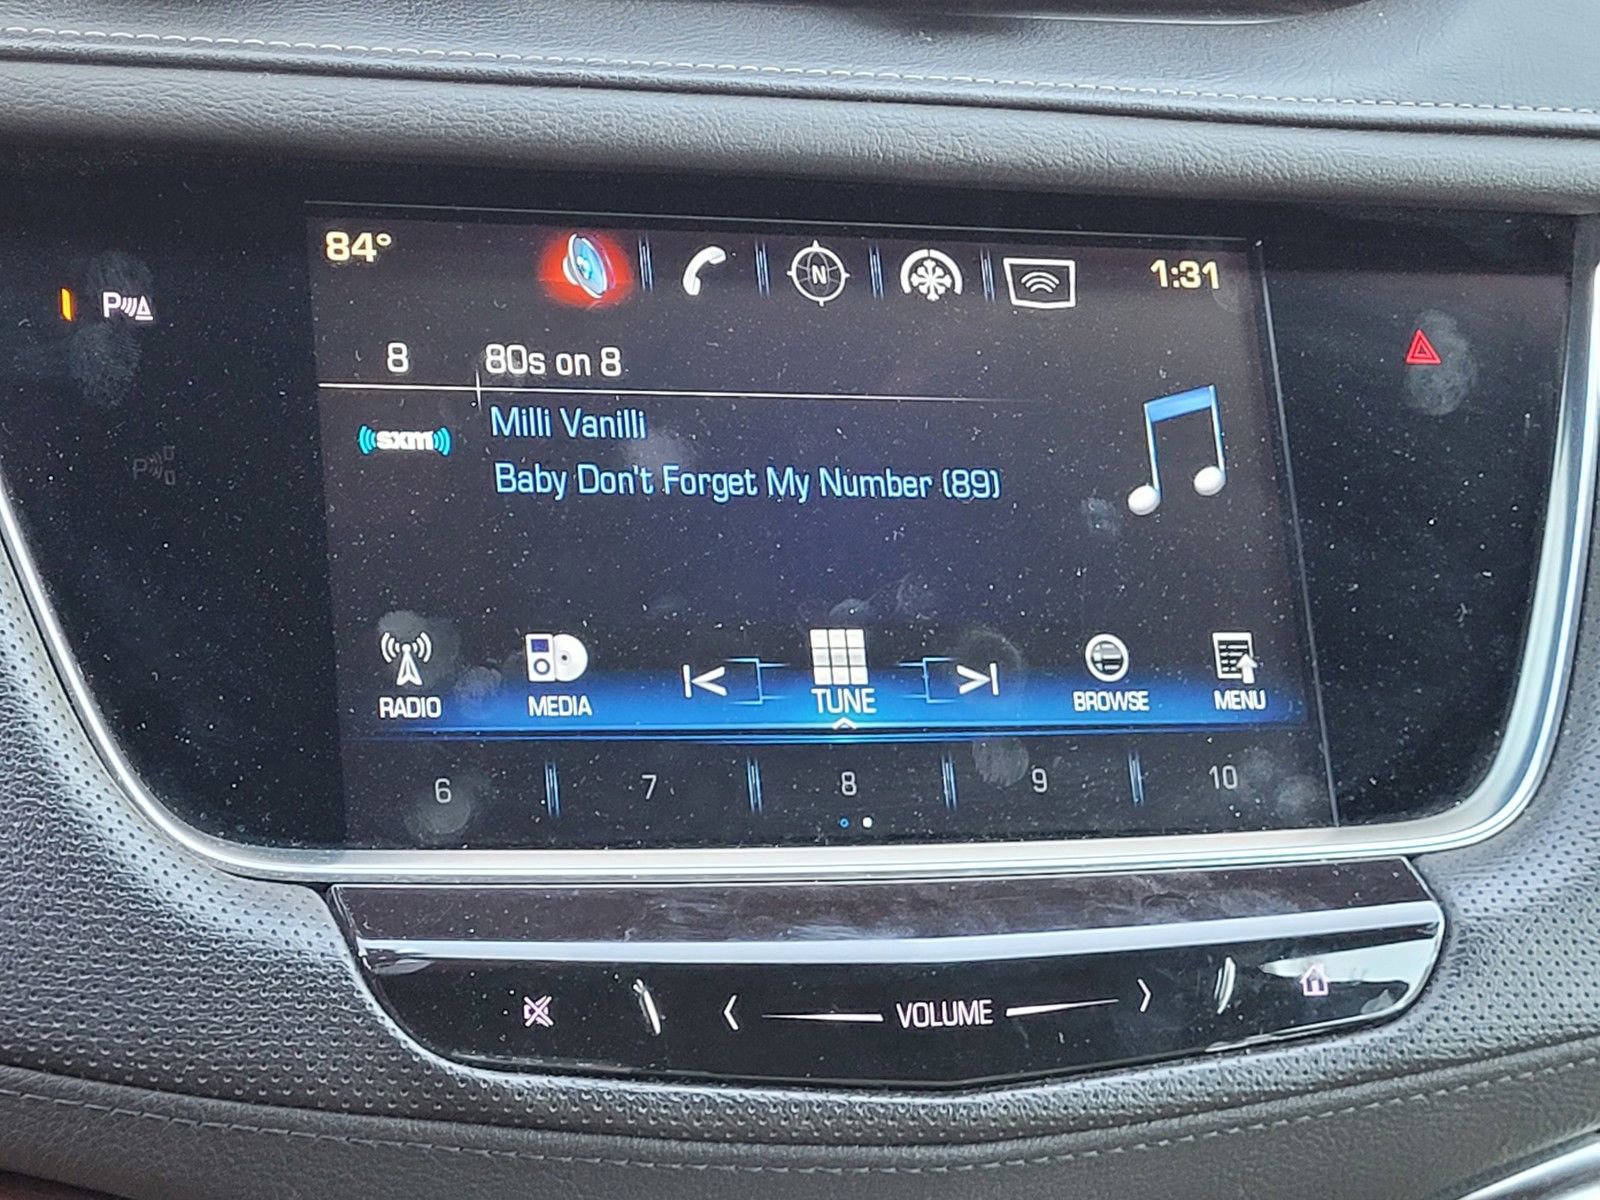 84°
N
1:31
P
8 80s on 8
sxm
Milli Vanilli
P
Baby Don't Forget My Number (89)
RADIO MEDIA TUNE BROWSE MENU
6 7 8 9 10
VOLUME